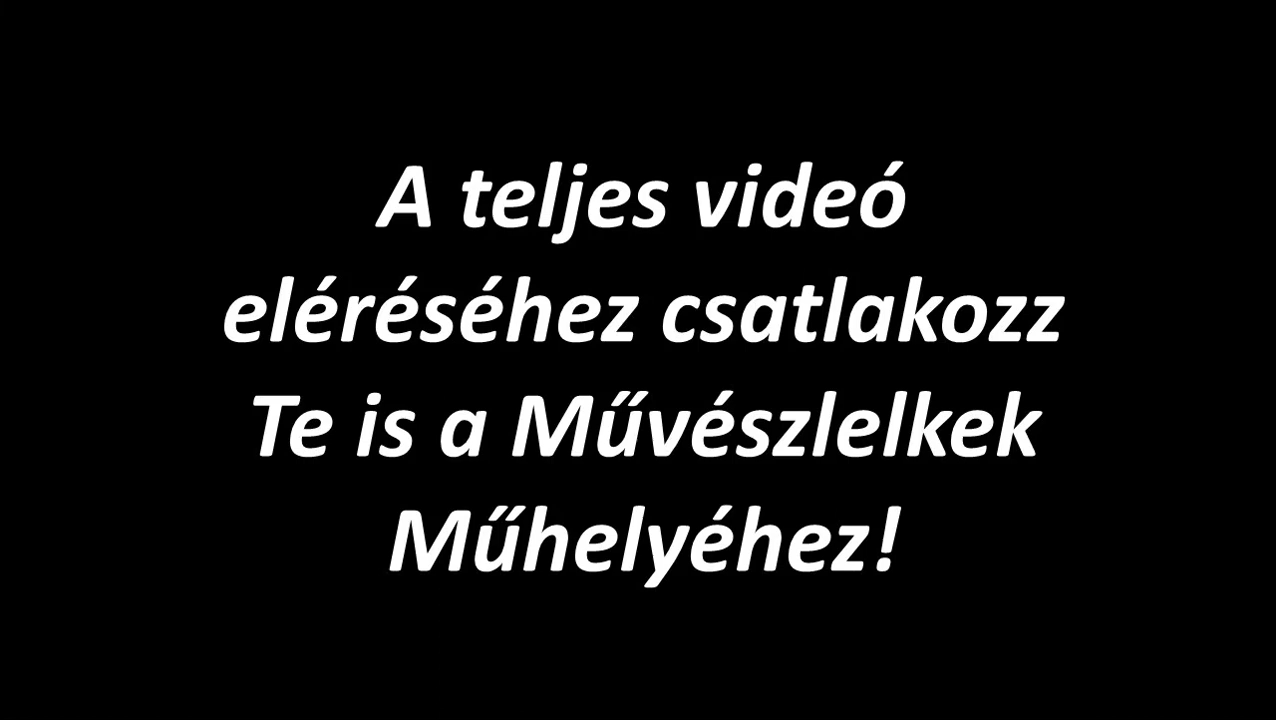 A teljes videó
eléréséhez csatlakozz
Te is a Művészlelkek
Műhelyéhez!